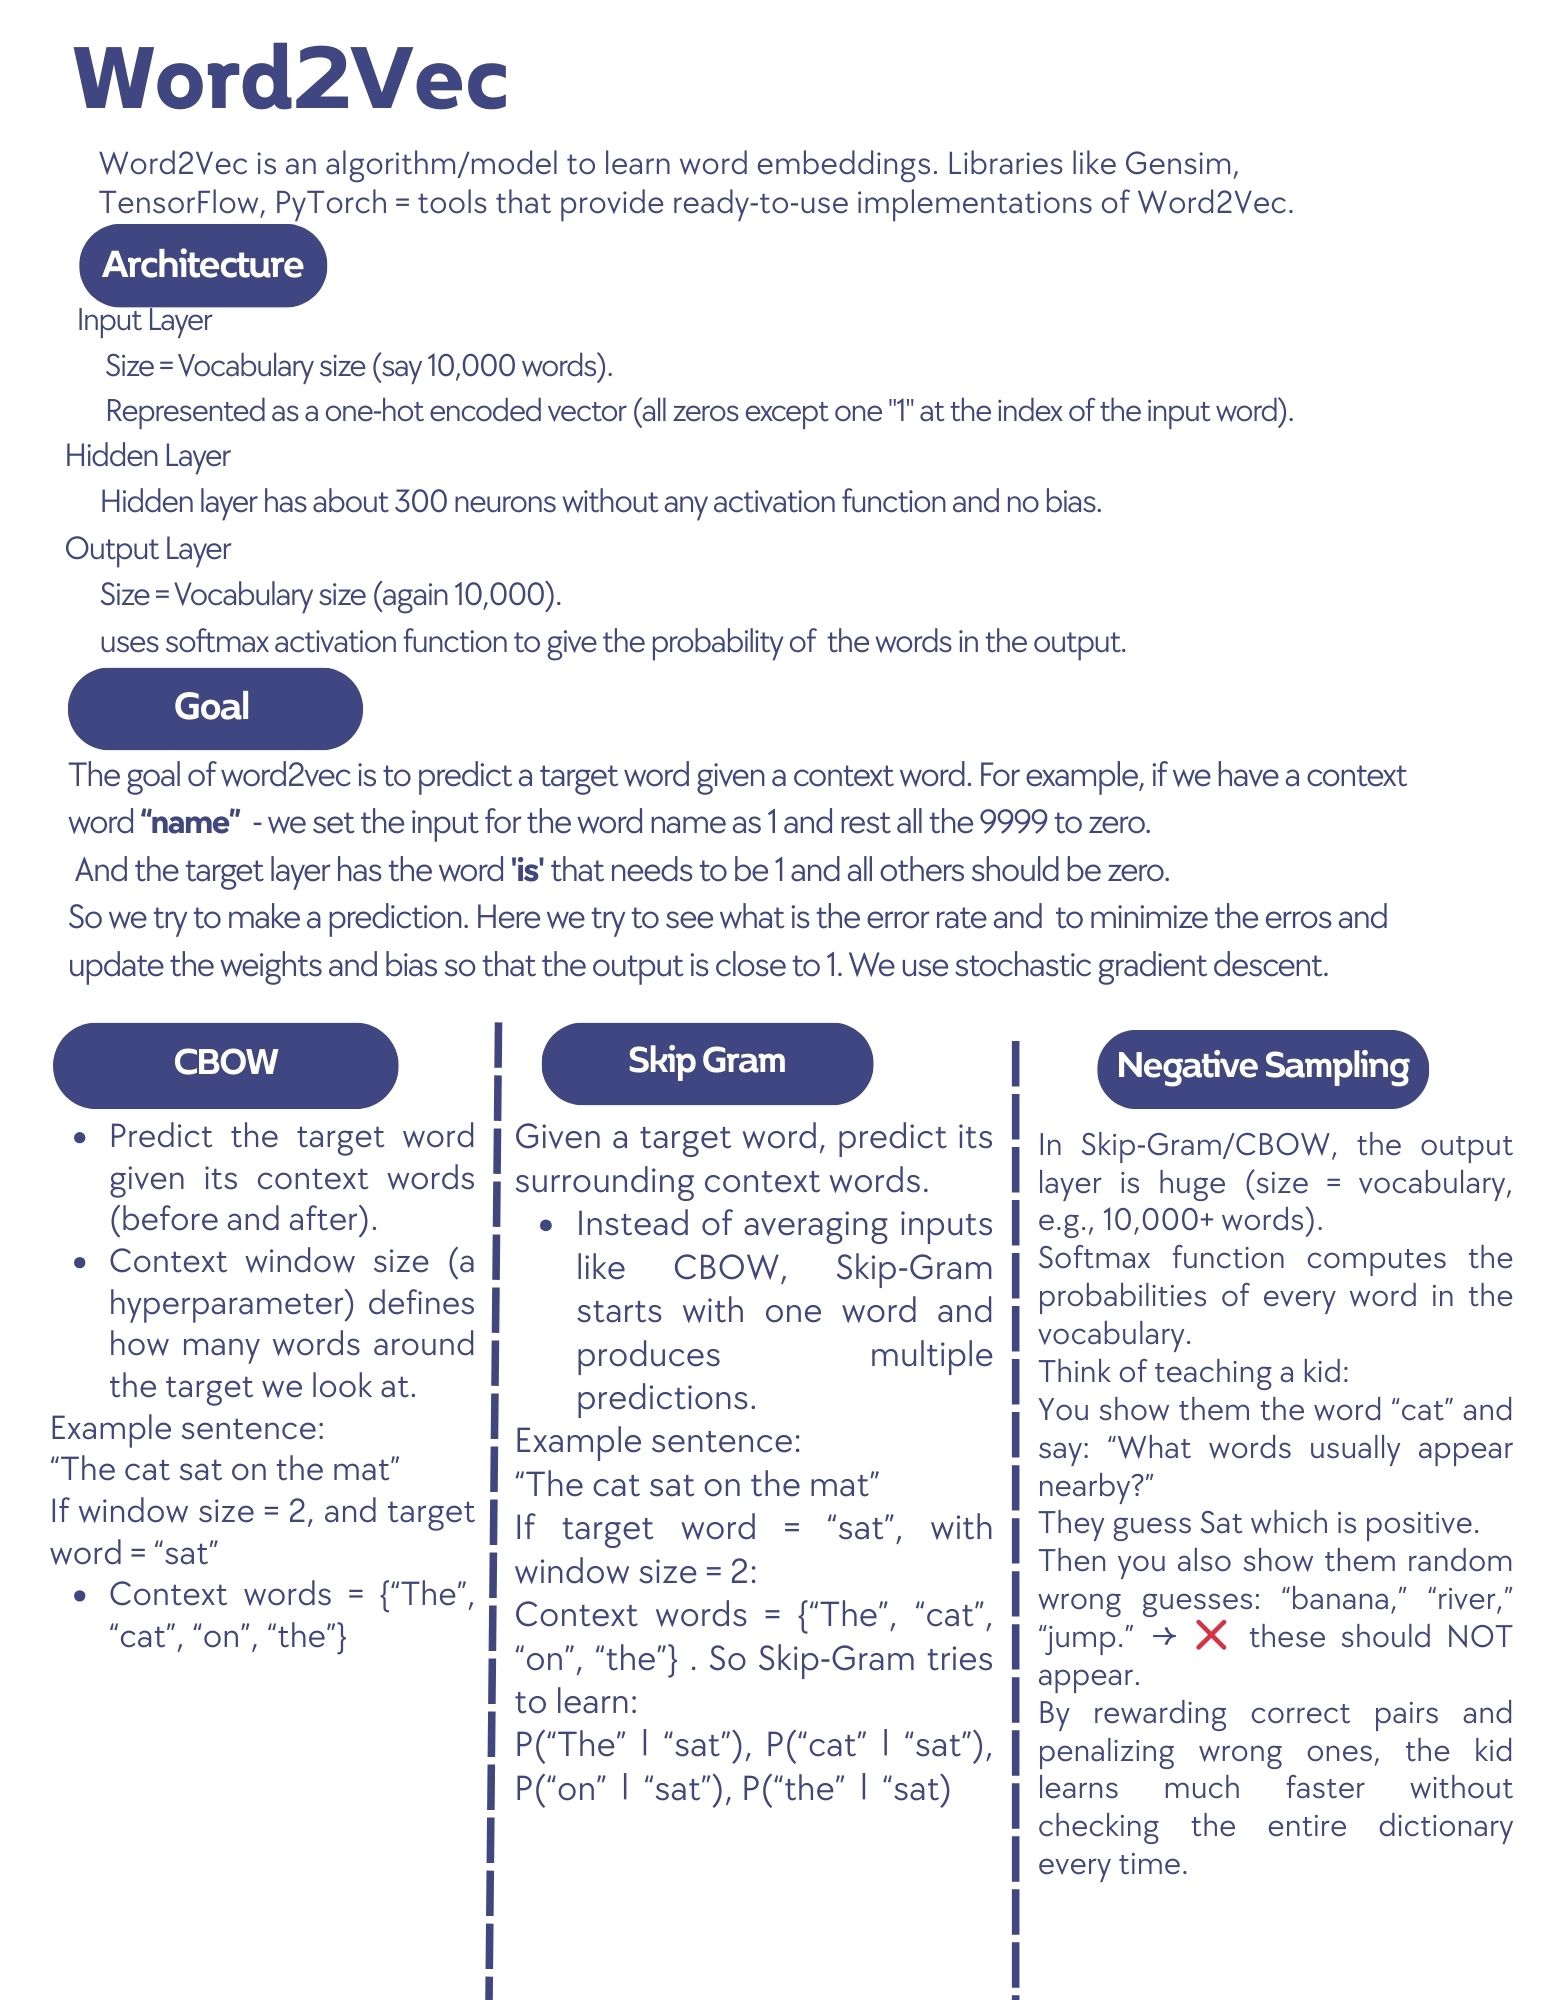 Word2Vec
Word2Vec is an algorithm/model to learn word embeddings. Libraries like Gensim,
TensorFlow, PyTorch = tools that provide ready-to-use implementations of Word2Vec.
Architecture
Input Layer
Size = Vocabulary size (say 10,000 words).
Represented as a one-hot encoded vector (all zeros except one "1" at the index of the input word).
Hidden Layer
Hidden layer has about 300 neurons without any activation function and no bias.
Output Layer
Size = Vocabulary size (again 10,000).
uses softmax activation function to give the probability of the words in the output.
Goal
The goal of word2vec is to predict a target word given a context word. For example, if we have a context
word “name” - we set the input for the word name as 1 and rest all the 9999 to zero.
And the target layer has the word 'is' that needs to be 1 and all others should be zero.
So we try to make a prediction. Here we try to see what is the error rate and to minimize the erros and
update the weights and bias so that the output is close to 1. We use stochastic gradient descent.
CBOW
• Predict the target word
given its context words
(before and after).
• Context window size (a
hyperparameter) defines
how many words around
the target we look at.
Example sentence:
“The cat sat on the mat”
If window size = 2, and target
word = “sat”
• Context words = {“The”,
“cat”, “on”, “the”}
Skip Gram
Given a target word, predict its
surrounding context words.
• Instead of averaging inputs
like CBOW, Skip-Gram
starts with one word and
produces multiple
predictions.
Example sentence:
“The cat sat on the mat”
If target word = “sat”, with
window size = 2:
Context words = {“The”, “cat”,
“on”, “the”} . So Skip-Gram tries
to learn:
P(“The” | “sat”), P(“cat” | “sat”),
P(“on” | “sat”), P(“the” | “sat)
Negative Sampling
In Skip-Gram/CBOW, the output
layer is huge (size = vocabulary,
e.g., 10,000+ words).
Softmax function computes the
probabilities of every word in the
vocabulary.
Think of teaching a kid:
You show them the word “cat” and
say: “What words usually appear
nearby?”
They guess Sat which is positive.
Then you also show them random
wrong guesses: “banana,” “river,”
“jump.” → ❌ these should NOT
appear.
By rewarding correct pairs and
penalizing wrong ones, the kid
learns much faster without
checking the entire dictionary
every time.